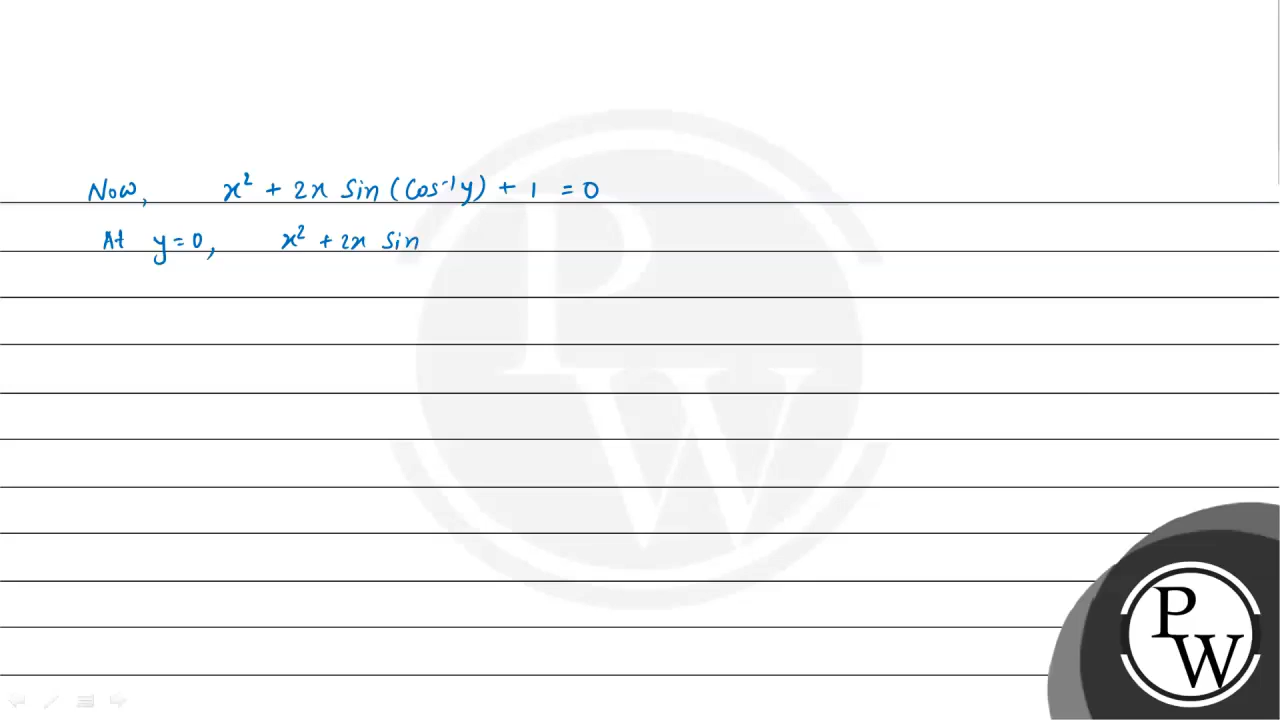 Now, x² + 2x Sin (Cos⁻¹y) + 1 = 0
At y = 0, x² + 2x Sin
P
W
P
W